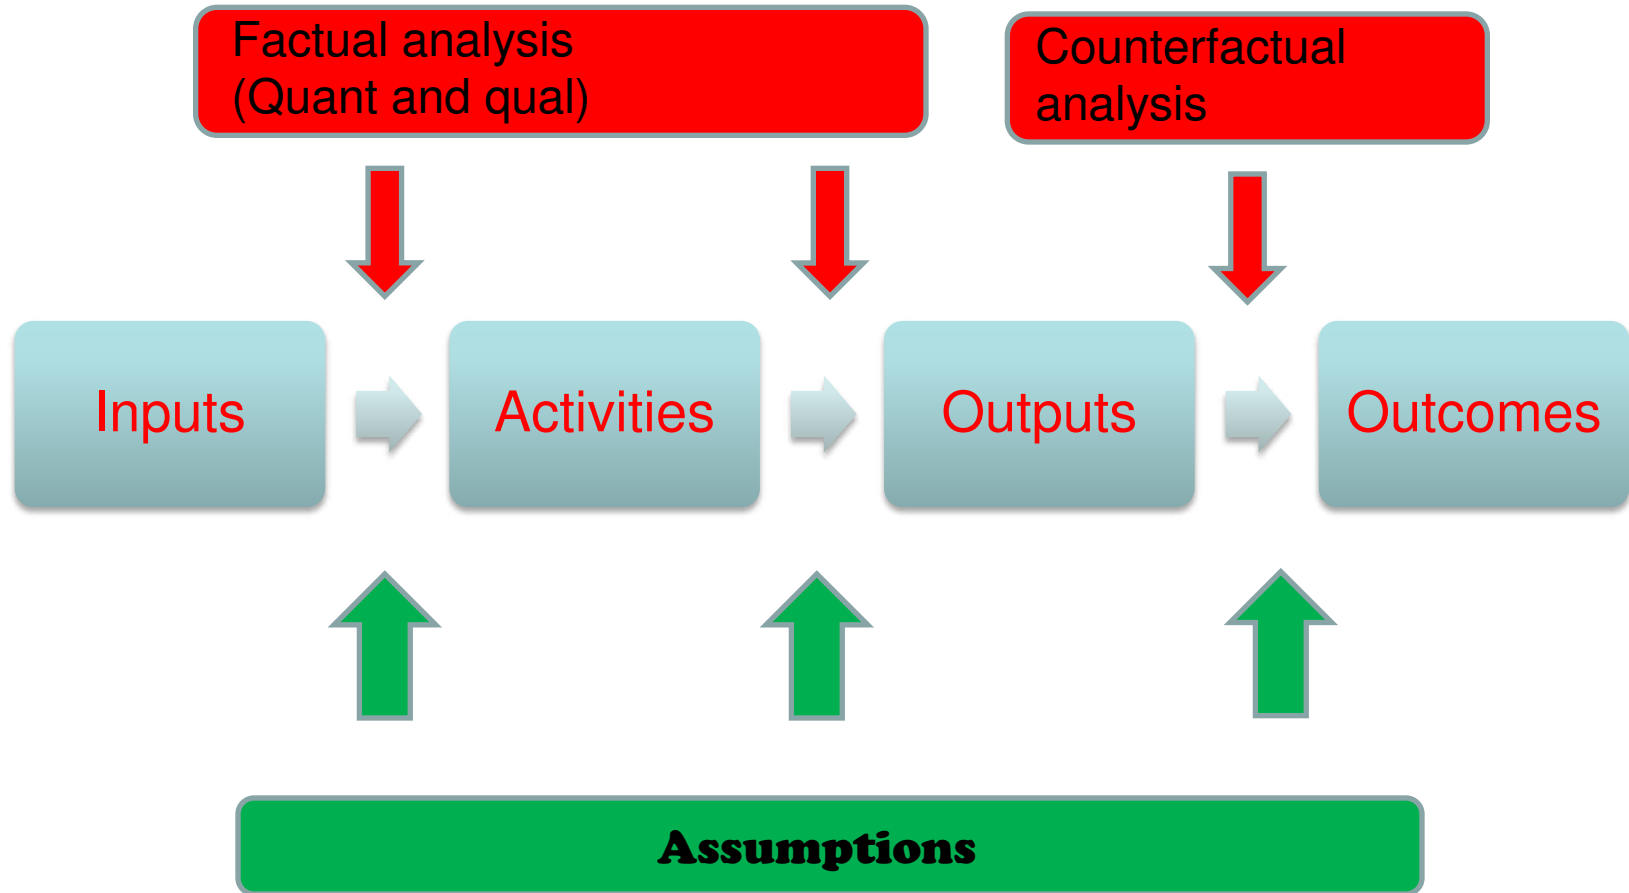 Factual analysis
(Quant and qual)
Counterfactual
analysis
Inputs
Activities
Outputs
Outcomes
Assumptions